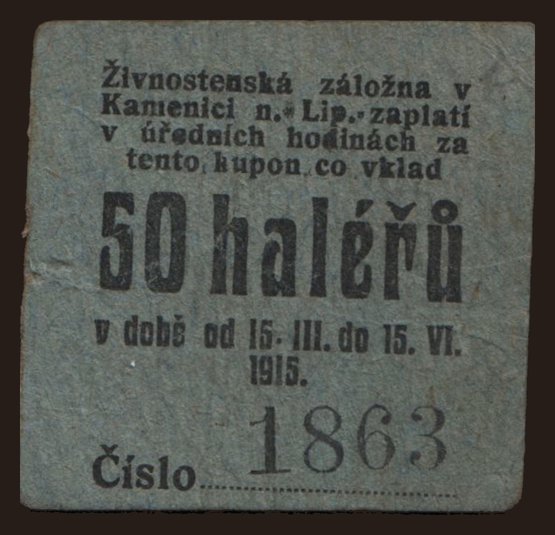 Živnostenská záložna v
Kamenici n. Lip. zaplatí
v úředních hodinách za
tento kupon co vklad
50 haléřů
v době od 15. III. do 15. VI.
1915.
Číslo 1863